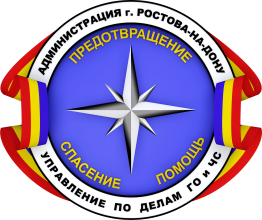 АДМИНИСТРАЦИЯ г. РОСТОВА-НА-ДОНУ
ПРЕДОТВРАЩЕНИЕ
СПАСЕНИЕ
ПОМОЩЬ
УПРАВЛЕНИЕ ПО ДЕЛАМ ГО и ЧС